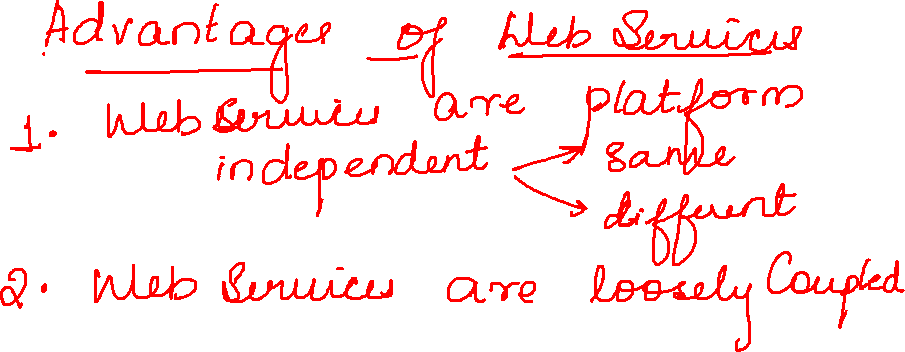 Advantages of Web Services
1. Web Services are platform
independent → same
→ different
2. Web Services are loosely Coupled